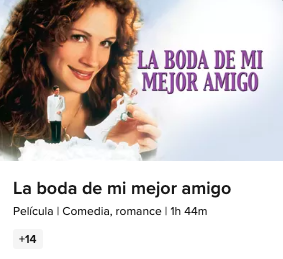 LA BODA DE MI
MEJOR AMIGO
La boda de mi mejor amigo
Película | Comedia, romance | 1h 44m
+14